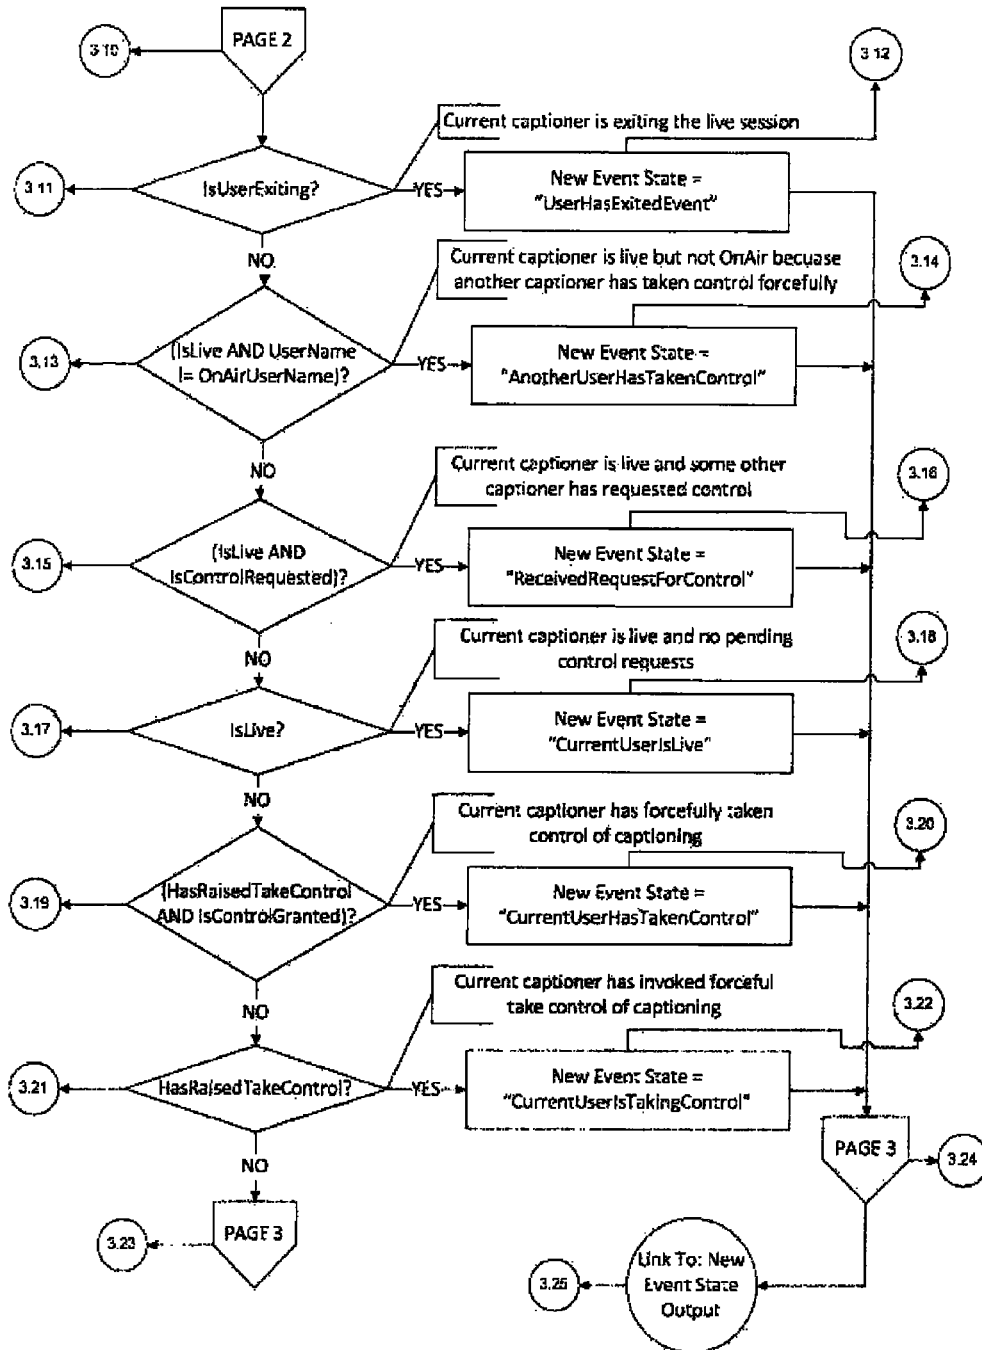 PAGE 2
3.10
3.12
Current captioner is exiting the live session
3.11
IsUserExiting?
YES
New Event State =
"UserHasExitedEvent"
NO
Current captioner is live but not OnAir becuase
another captioner has taken control forcefully
3.14
3.13
(IsLive AND UserName
!= OnAirUserName)?
YES
New Event State =
"AnotherUserHasTakenControl"
NO
Current captioner is live and some other
captioner has requested control
3.16
3.15
(IsLive AND
IsControlRequested)?
YES
New Event State =
"ReceivedRequestForControl"
NO
Current captioner is live and no pending
control requests
3.18
3.17
IsLive?
YES
New Event State =
"CurrentUserIsLive"
NO
Current captioner has forcefully taken
control of captioning
3.20
3.19
(HasRaisedTakeControl
AND IsControlGranted)?
YES
New Event State =
"CurrentUserHasTakenControl"
NO
Current captioner has invoked forceful
take control of captioning
3.22
3.21
HasRaisedTakeControl?
YES
New Event State =
"CurrentUserIsTakingControl"
NO
PAGE 3
3.24
PAGE 3
3.23
Link To: New
Event State
Output
3.25